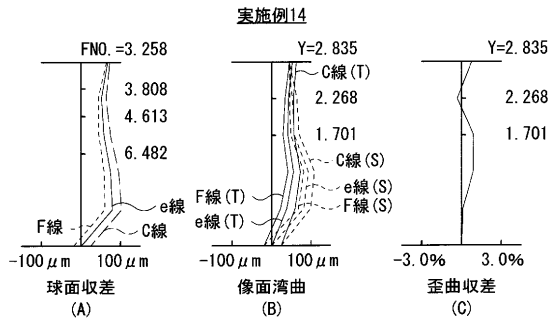 実施例14
FNO.=3.258
3.808
4.613
6.482
e線
F線
C線
-100μm
100μm
球面収差
(A)
Y=2.835
C線(T)
2.268
1.701
C線(S)
e線(S)
F線(T)
F線(S)
e線(T)
-100μm
100μm
像面湾曲
(B)
Y=2.835
2.268
1.701
-3.0%
3.0%
歪曲収差
(C)